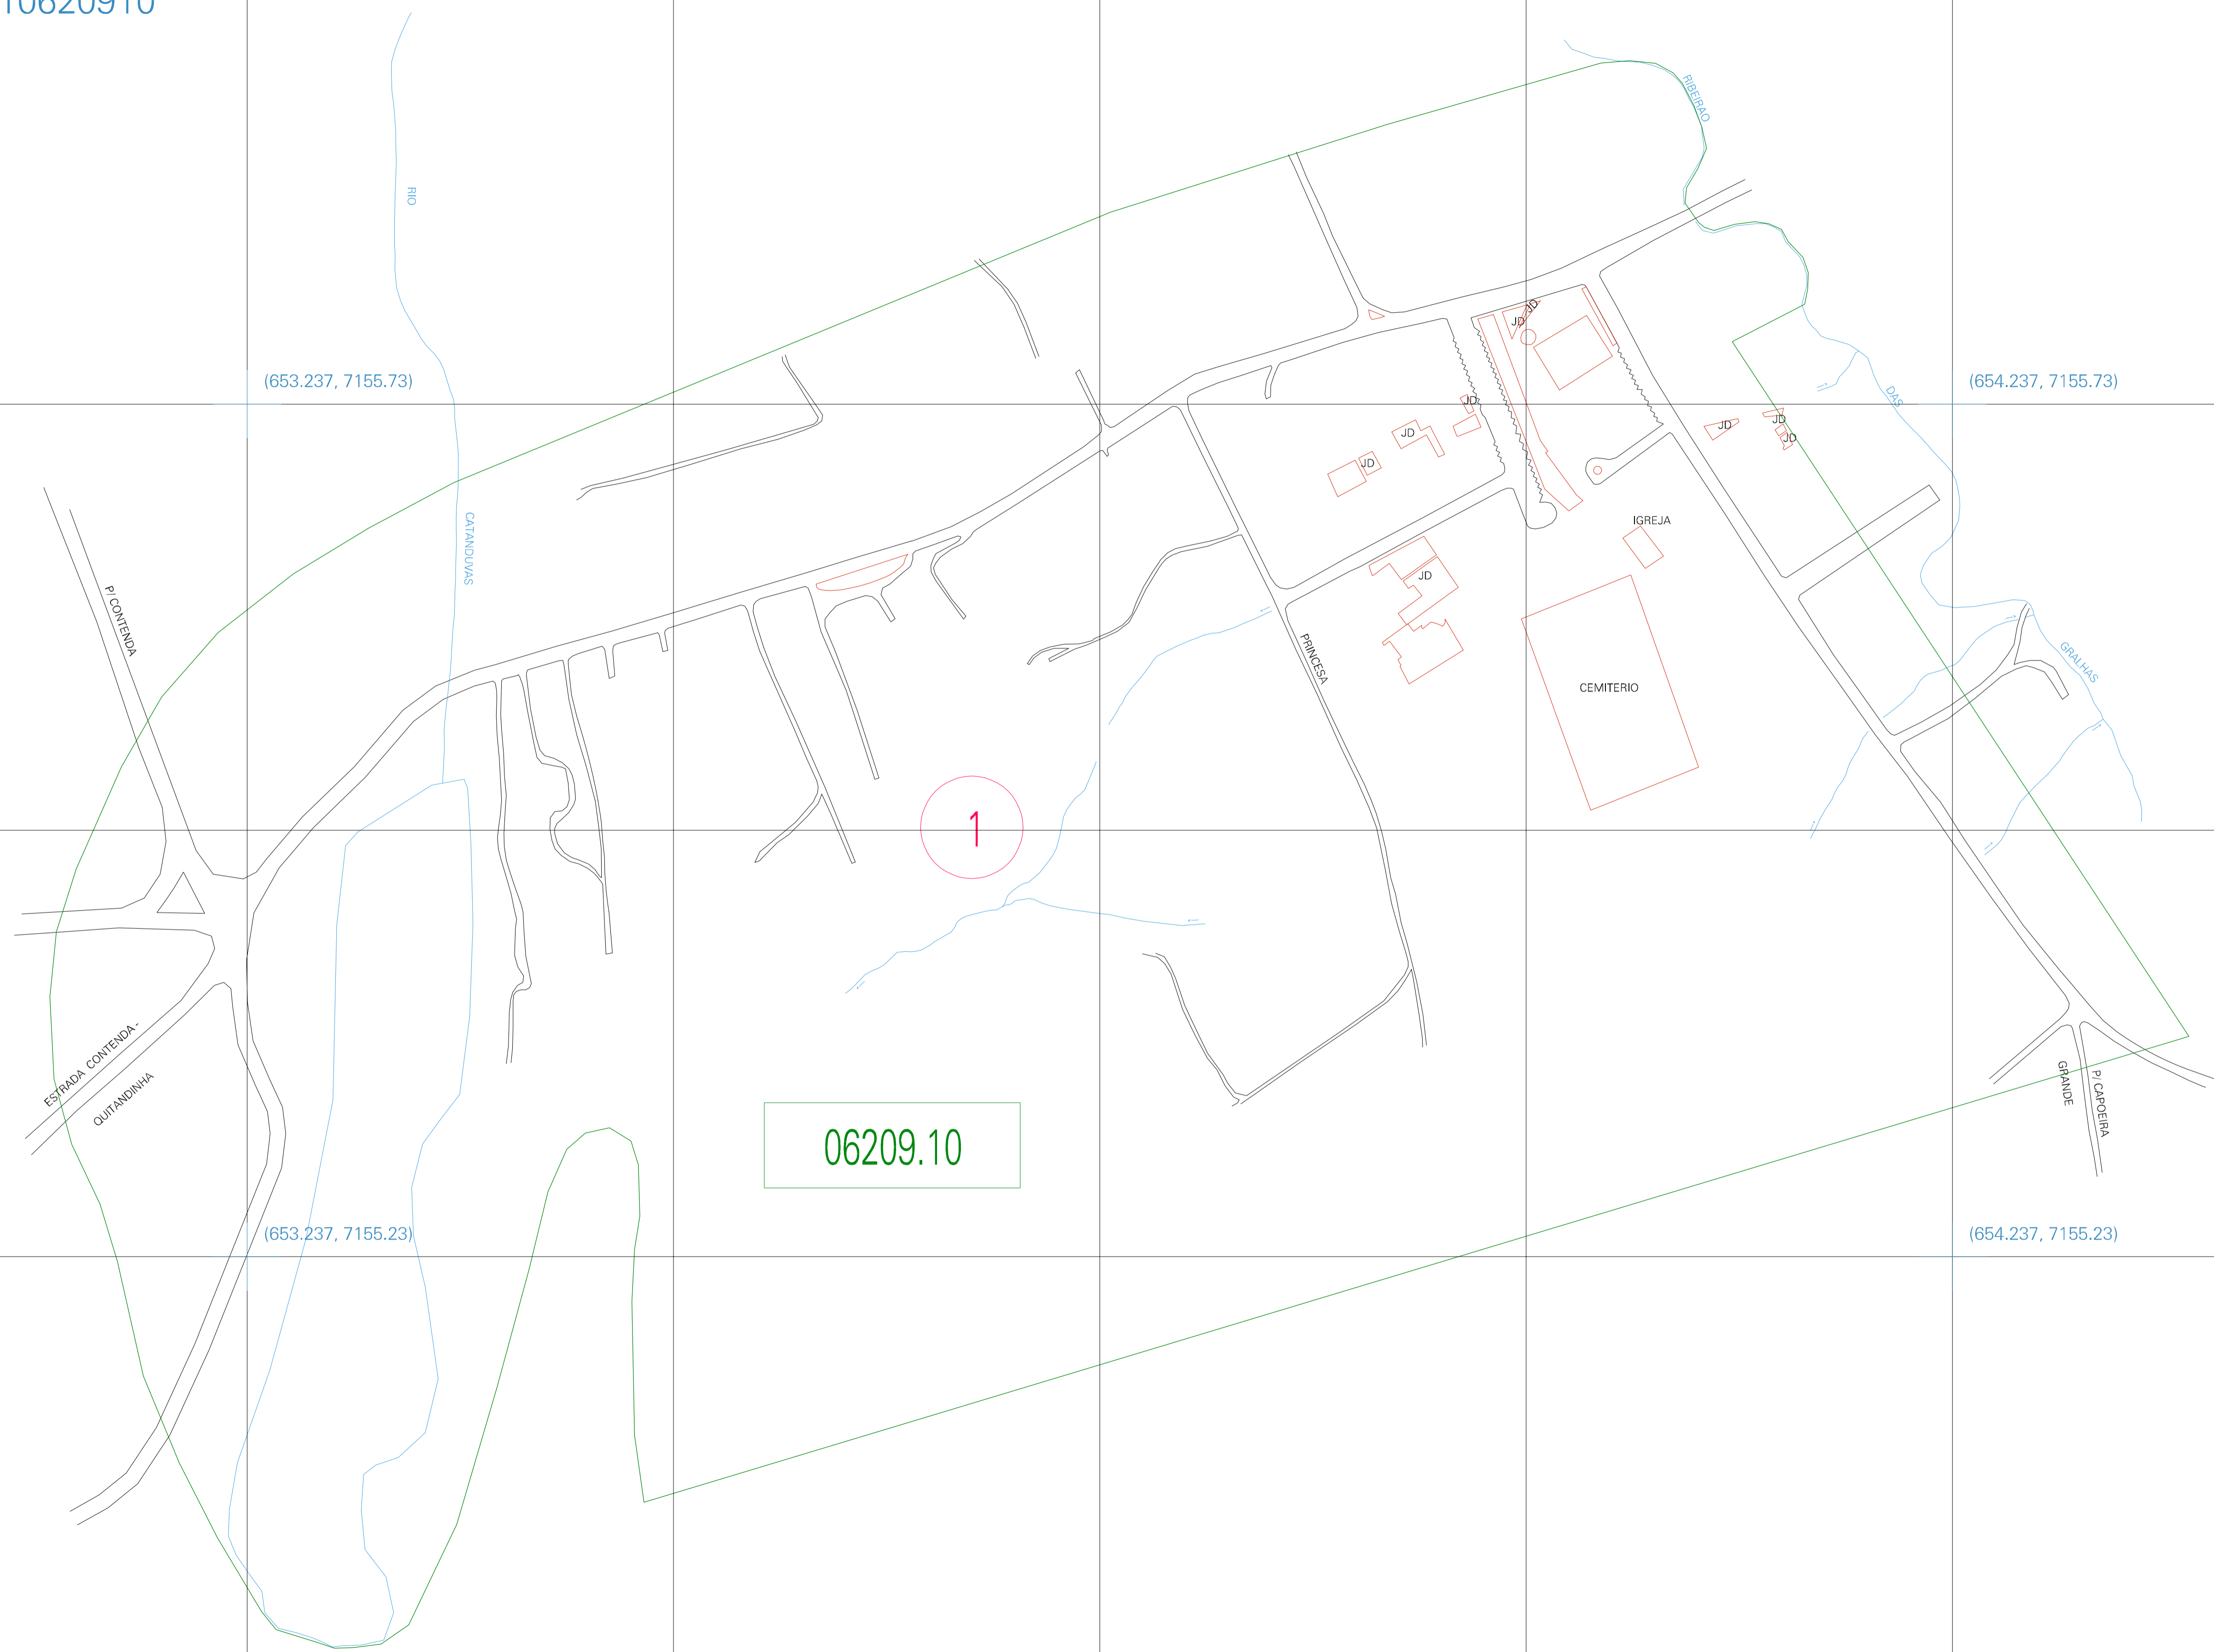 10620910
RIBEIRAO
RIO
JD
JD
(653.237, 7155.73)
(654.237, 7155.73)
DAS
JD
JD
JD
JD
JD
JD
CATANDUVAS
IGREJA
JD
P/ CONTENDA
PRINCESA
GRALHAS
CEMITERIO
1
ESTRADA CONTENDA -
QUITANDINHA
GRANDE
P/ CAPOEIRA
06209.10
(653.237, 7155.23)
(654.237, 7155.23)